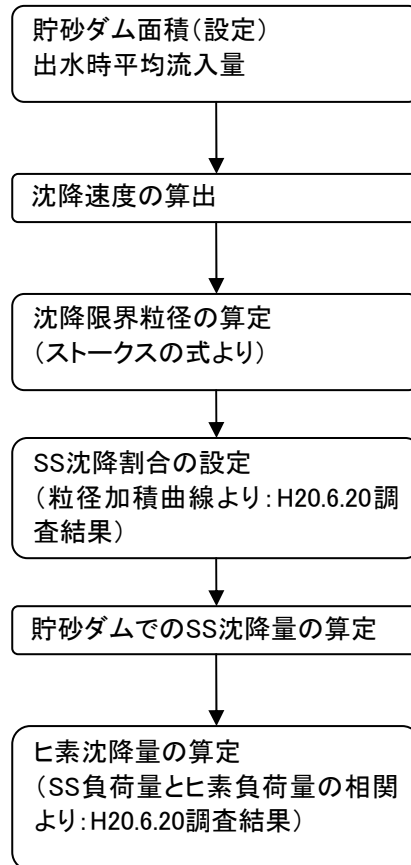 貯砂ダム面積(設定)
出水時平均流入量
沈降速度の算出
沈降限界粒径の算定
(ストークスの式より)
SS沈降割合の設定
(粒径加積曲線より:H20.6.20調
査結果)
貯砂ダムでのSS沈降量の算定
ヒ素沈降量の算定
(SS負荷量とヒ素負荷量の相関
より:H20.6.20調査結果)